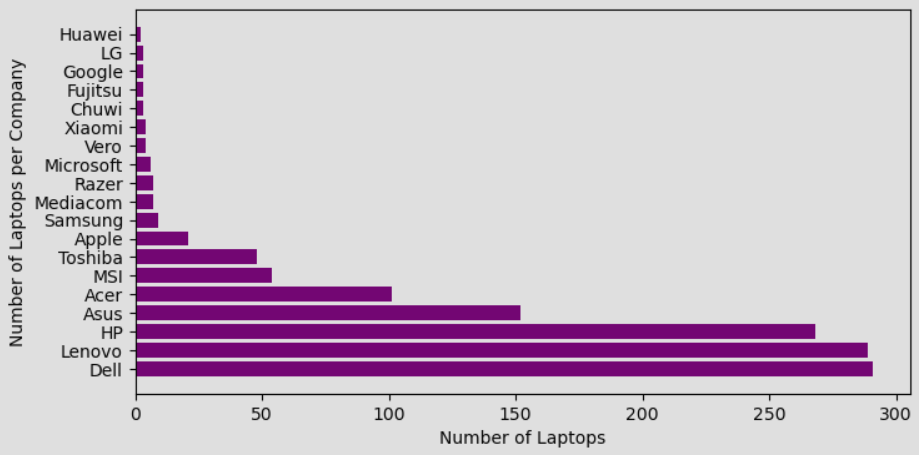 Number of Laptops per Company
Huawei
LG
Google
Fujitsu
Chuwi
Xiaomi
Vero
Microsoft
Razer
Mediacom
Samsung
Apple
Toshiba
MSI
Acer
Asus
HP
Lenovo
Dell
0 50 100 150 200 250 300
Number of Laptops